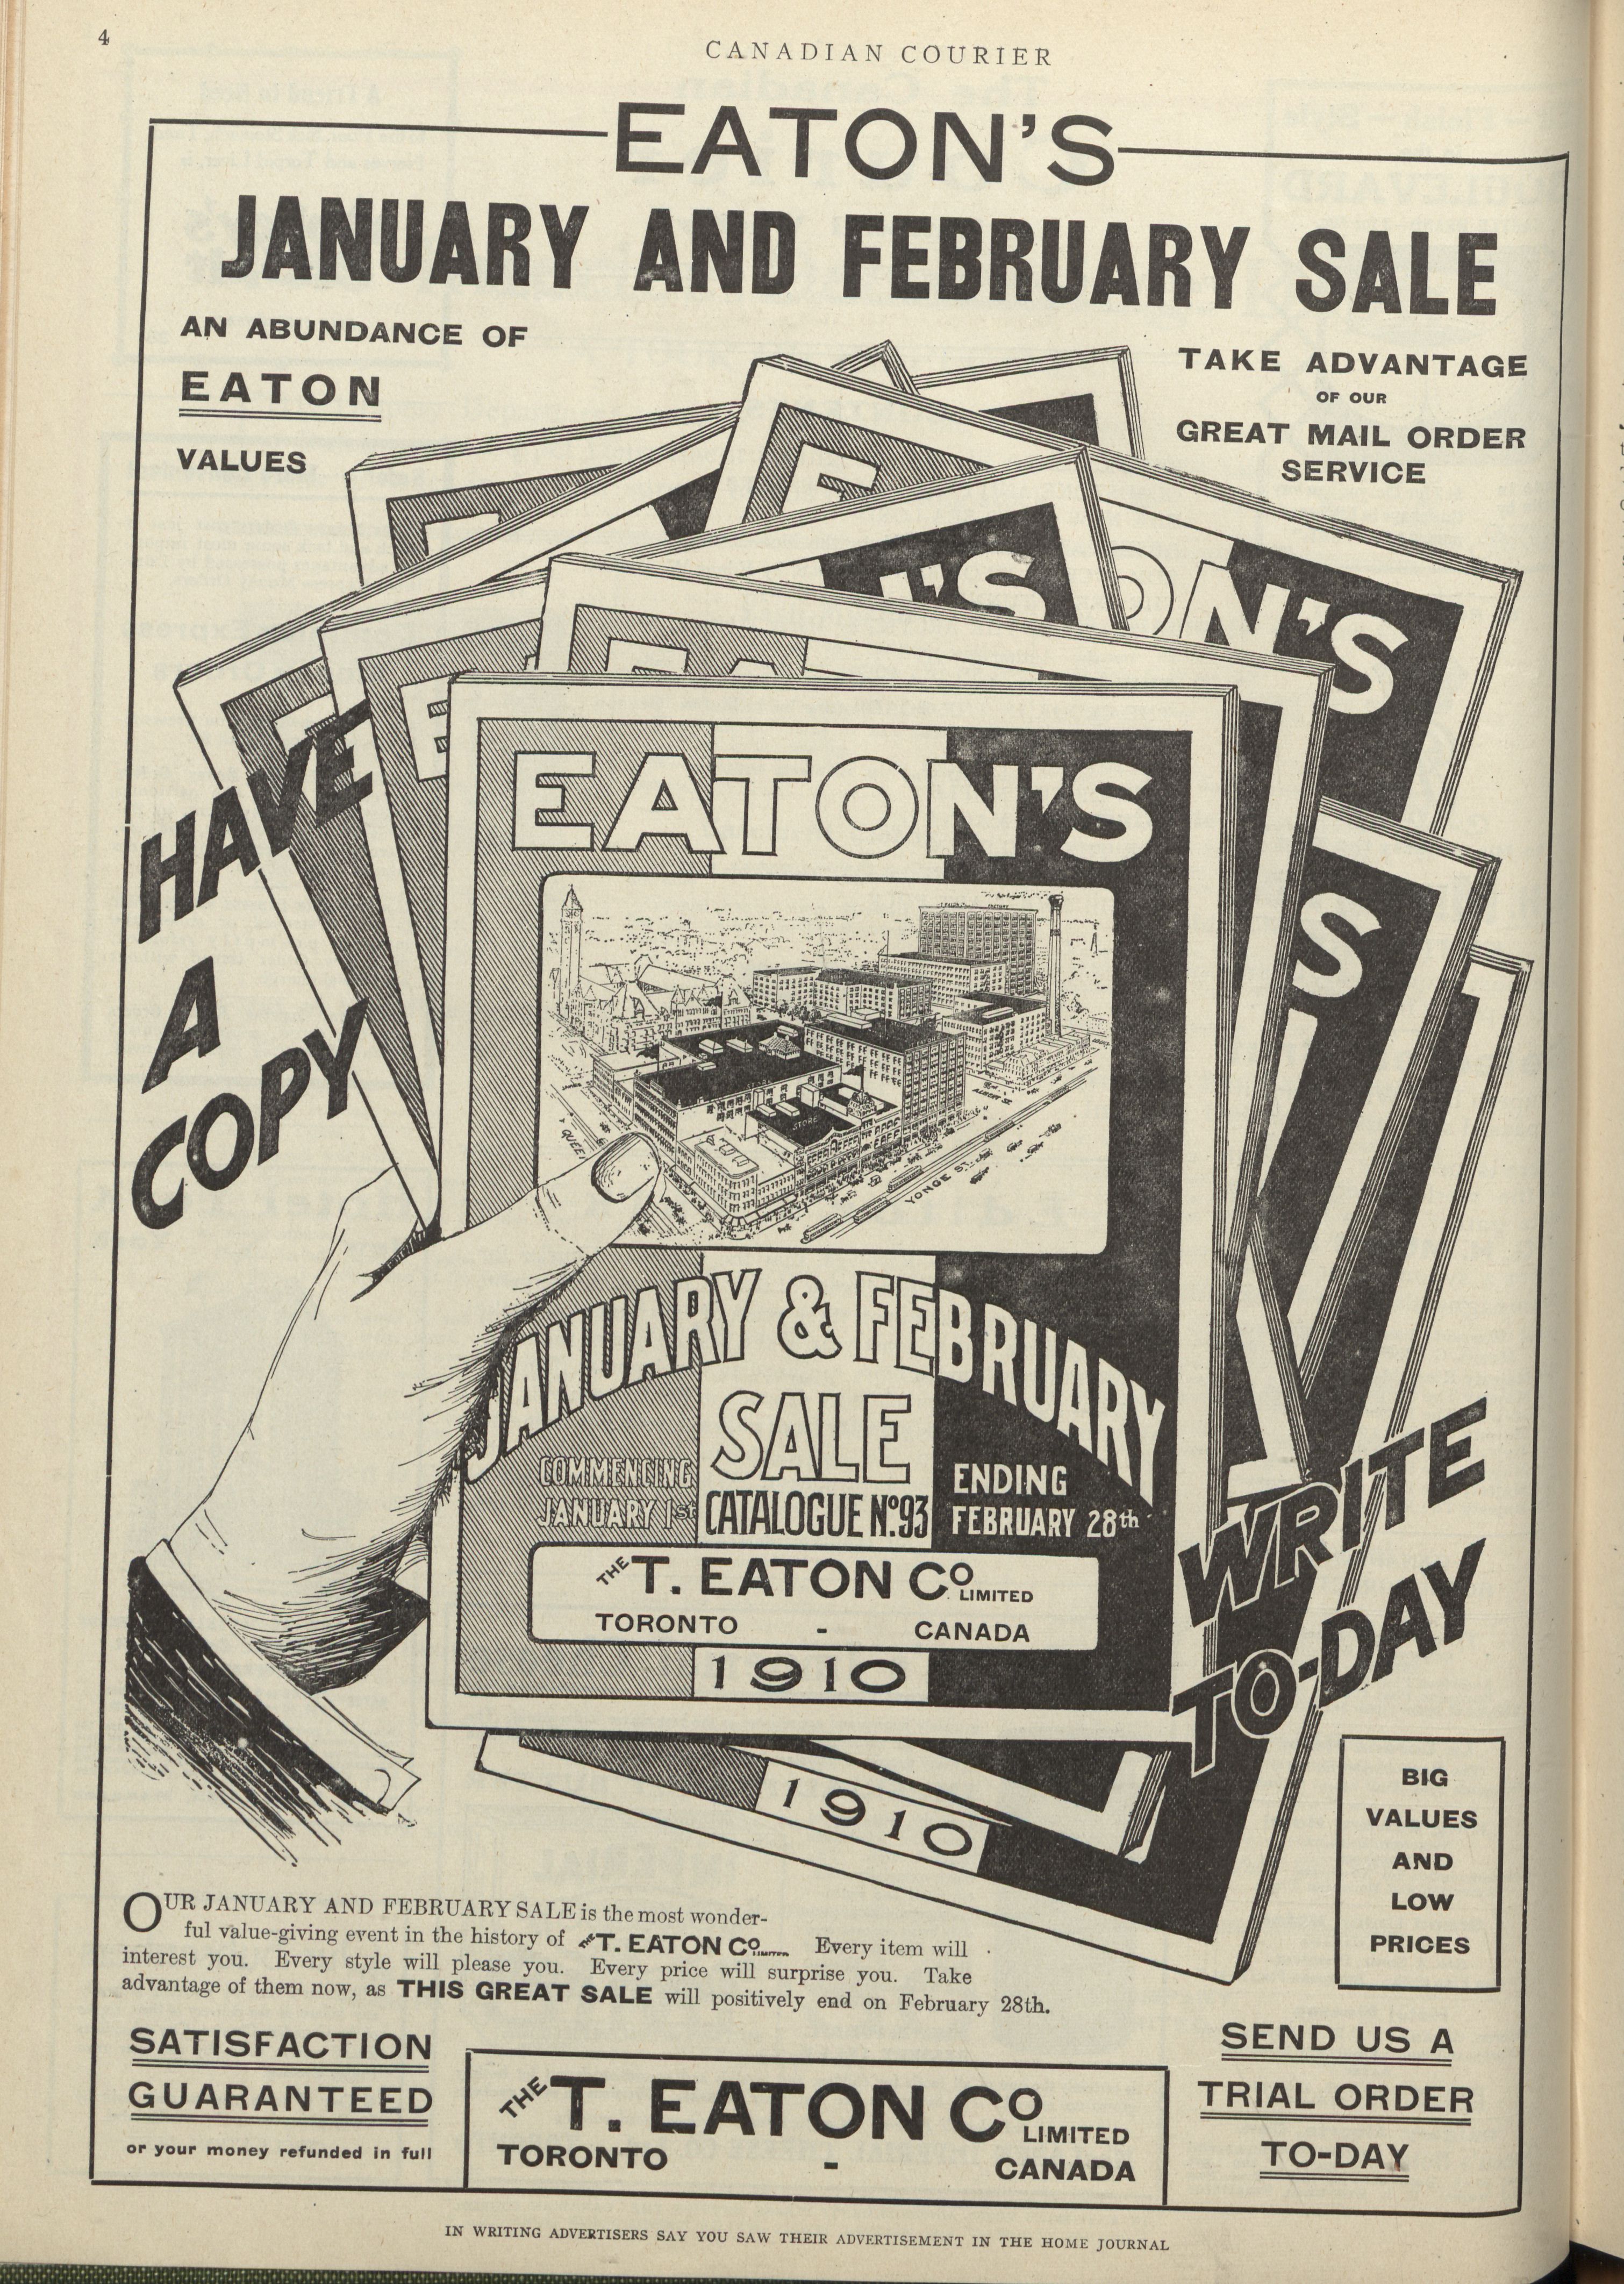 4
CANADIAN COURIER
EATON'S
JANUARY AND FEBRUARY SALE
AN ABUNDANCE OF
EATON
VALUES
TAKE ADVANTAGE
OF OUR
GREAT MAIL ORDER
SERVICE
HAVE
A
COPY
N'S
ON'S
S
EATON'S
STORE
ALBERT ST.
QUEEN
YONGE ST.
JANUARY & FEBRUARY
SALE
COMMENCING
JANUARY 1st
CATALOGUE No. 93
ENDING
FEBRUARY 28th
THE T. EATON Co. LIMITED
TORONTO - CANADA
1910
1910
WRITE
TO-DAY
BIG
VALUES
AND
LOW
PRICES
OUR JANUARY AND FEBRUARY SALE is the most wonder-
ful value-giving event in the history of THE T. EATON Co. LIMITED Every item will
interest you. Every style will please you. Every price will surprise you. Take
advantage of them now, as THIS GREAT SALE will positively end on February 28th.
SATISFACTION
GUARANTEED
or your money refunded in full
THE T. EATON Co. LIMITED
TORONTO - CANADA
SEND US A
TRIAL ORDER
TO-DAY
IN WRITING ADVERTISERS SAY YOU SAW THEIR ADVERTISEMENT IN THE HOME JOURNAL